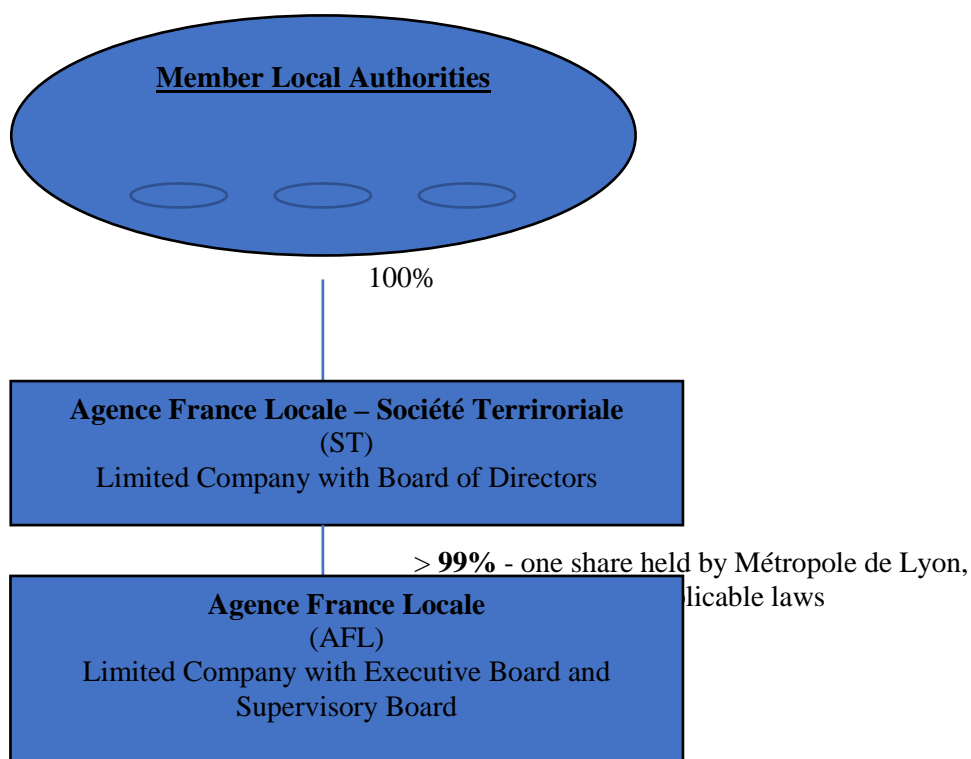 Member Local Authorities
100%
Agence France Locale – Société Terriroriale
(ST)
Limited Company with Board of Directors
> 99% - one share held by Métropole de Lyon,
laws
Agence France Locale
(AFL)
Limited Company with Executive Board and
Supervisory Board